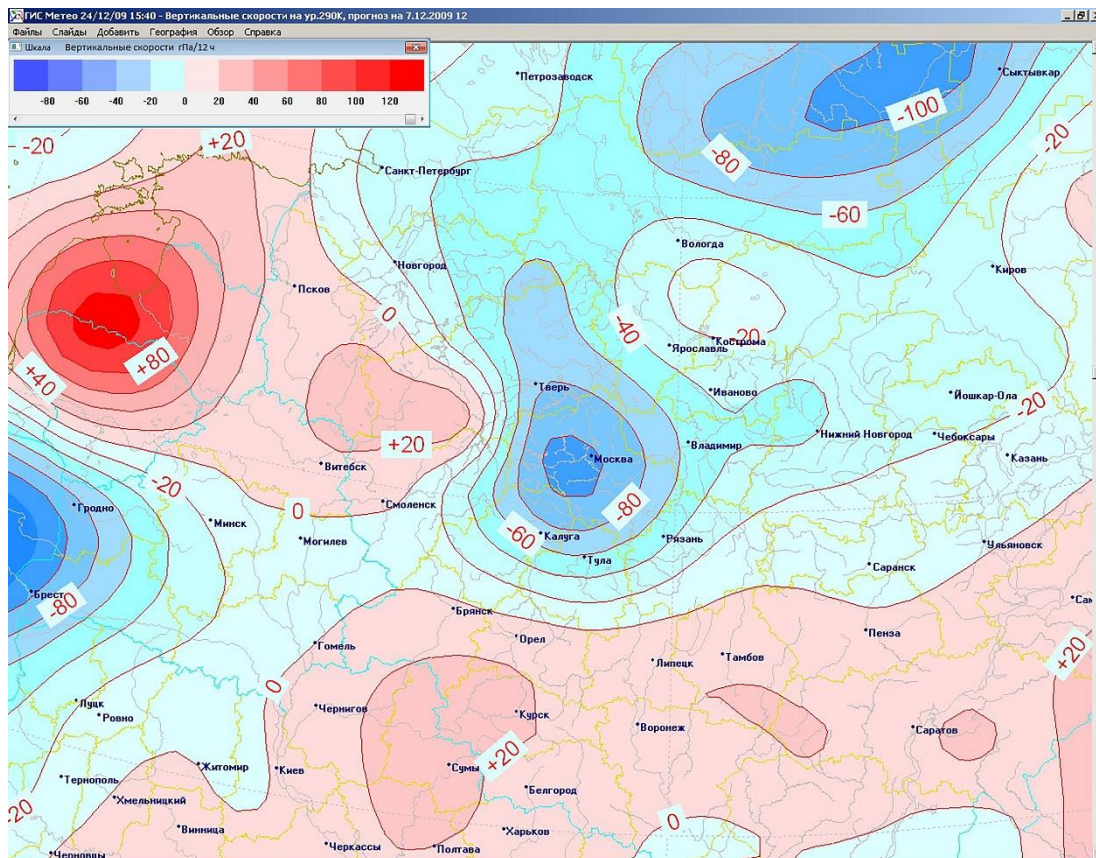 ГИС Метео 24/12/09 15:40 - Вертикальные скорости на ур.290К, прогноз на 7.12.2009 12
Файлы Слайды Добавить География Обзор Справка
Шкала Вертикальные скорости гПа/12 ч
-80 -60 -40 -20 0 20 40 60 80 100 120
Петрозаводск
Сыктывкар
-100
-20
+20
-20
-80
Санкт-Петербург
-60
Вологда
Новгород
Киров
Псков
0
-40
-20
Кострома
Ярославль
+80
+40
Тверь
Иваново
Йошкар-Ола
-20
+20
Владимир
Нижний Новгород
Чебоксары
Москва
Казань
Витебск
-20
Гродно
0
Смоленск
-80
Минск
Могилев
-60
Калуга
Рязань
Ульяновск
Тула
Саранск
Брест
-80
Брянск
Сам
Гомель
Орел
Пенза
Липецк
Тамбов
+20
0
Луцк
Ровно
Чернигов
Курск
Воронеж
Саратов
+20
Житомир
Киев
Сумы
Тернополь
Белгород
Хмельницкий
-20
0
Винница
Харьков
Черкассы
Полтава
Черновцы